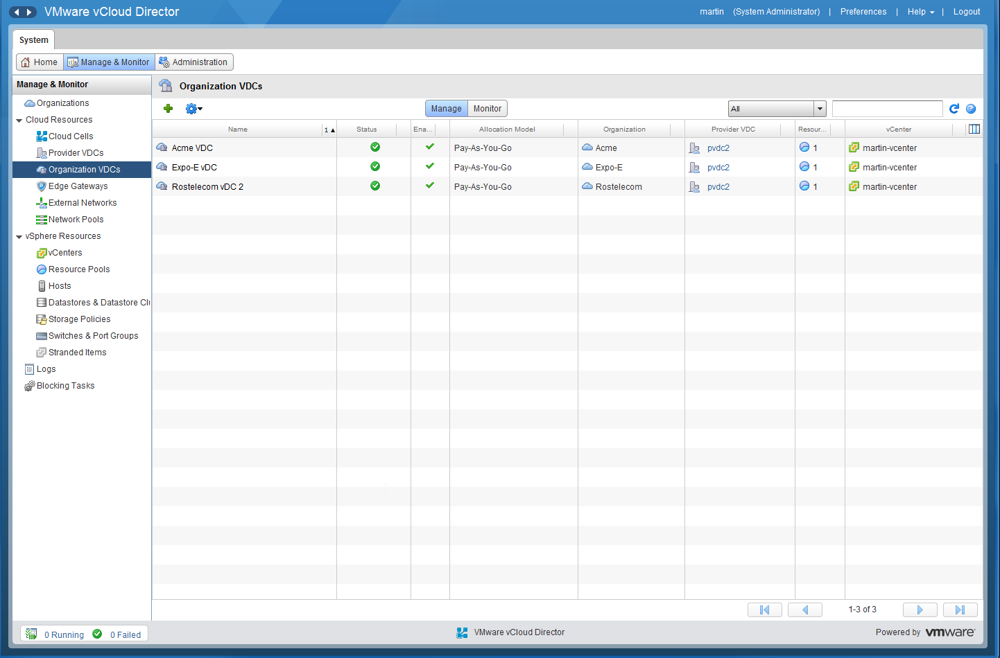 VMware vCloud Director
martin (System Administrator) | Preferences | Help | Logout
System
Home Manage & Monitor Administration
Manage & Monitor
Organizations
Cloud Resources
Cloud Cells
Provider VDCs
Organization VDCs
Edge Gateways
External Networks
Network Pools
vSphere Resources
vCenters
Resource Pools
Hosts
Datastores & Datastore Clu
Storage Policies
Switches & Port Groups
Stranded Items
Logs
Blocking Tasks
Organization VDCs
Manage Monitor All
Name 1 ▲ Status Ena... Allocation Model Organization Provider VDC Resour... vCenter
Acme VDC Pay-As-You-Go Acme pvdc2 1 martin-vcenter
Expo-E vDC Pay-As-You-Go Expo-E pvdc2 1 martin-vcenter
Rostelecom vDC 2 Pay-As-You-Go Rostelecom pvdc2 1 martin-vcenter
1-3 of 3
0 Running 0 Failed
VMware vCloud Director
Powered by vmware